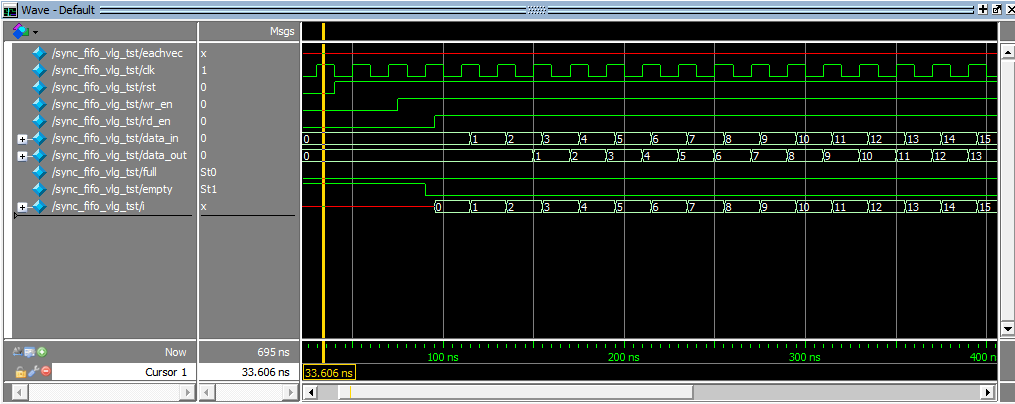 Wave - Default
Msgs
/sync_fifo_vlg_tst/eachvec x
/sync_fifo_vlg_tst/clk 1
/sync_fifo_vlg_tst/rst 0
/sync_fifo_vlg_tst/wr_en 0
/sync_fifo_vlg_tst/rd_en 0
/sync_fifo_vlg_tst/data_in 0 0 1 2 3 4 5 6 7 8 9 10 11 12 13 14 15
/sync_fifo_vlg_tst/data_out 0 0 1 2 3 4 5 6 7 8 9 10 11 12 13
/sync_fifo_vlg_tst/full St0
/sync_fifo_vlg_tst/empty St1
/sync_fifo_vlg_tst/i x 0 1 2 3 4 5 6 7 8 9 10 11 12 13 14 15
Now 695 ns 100 ns 200 ns 300 ns 400 n
Cursor 1 33.606 ns 33.606 ns